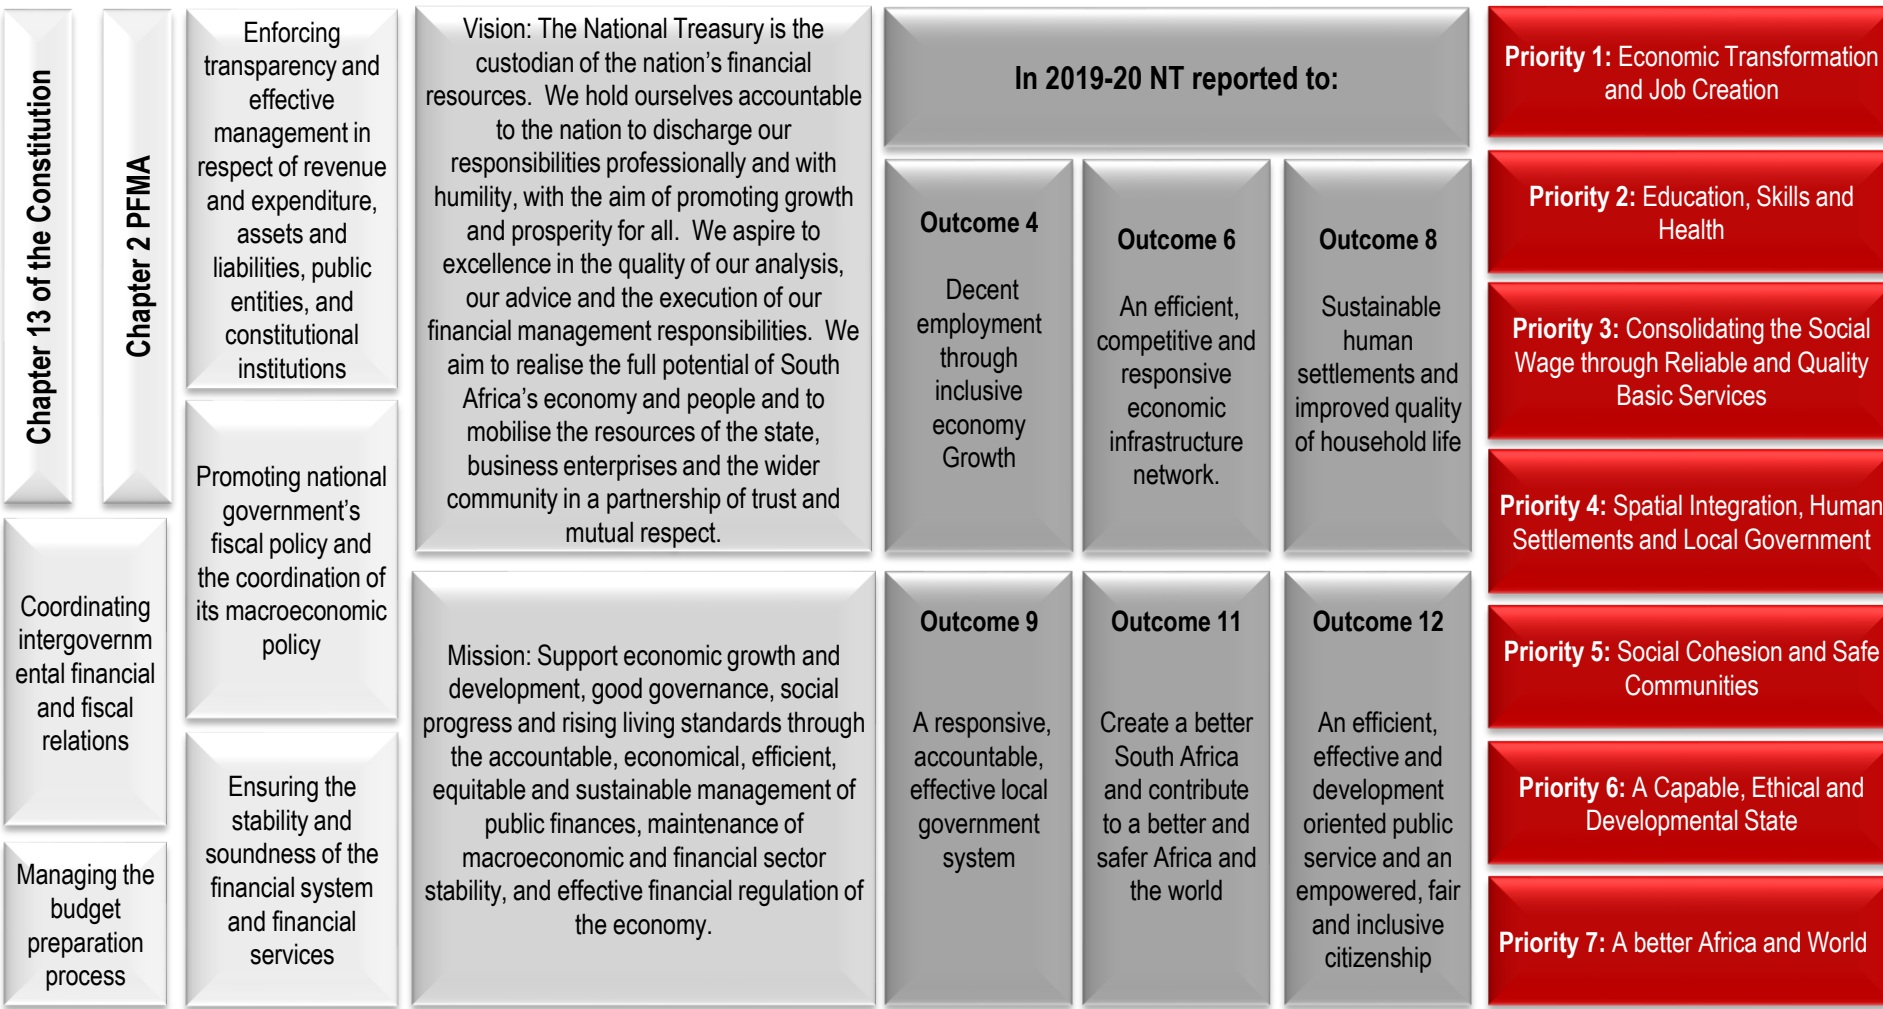 Chapter 13 of the Constitution
Chapter 2 PFMA
Coordinating
intergovernm
ental financial
and fiscal
relations
Managing the
budget
preparation
process
Enforcing
transparency and
effective
management in
respect of revenue
and expenditure,
assets and
liabilities, public
entities, and
constitutional
institutions
Promoting national
government’s
fiscal policy and
the coordination of
its macroeconomic
policy
Ensuring the
stability and
soundness of the
financial system
and financial
services
Vision: The National Treasury is the
custodian of the nation’s financial
resources. We hold ourselves accountable
to the nation to discharge our
responsibilities professionally and with
humility, with the aim of promoting growth
and prosperity for all. We aspire to
excellence in the quality of our analysis,
our advice and the execution of our
financial management responsibilities. We
aim to realise the full potential of South
Africa’s economy and people and to
mobilise the resources of the state,
business enterprises and the wider
community in a partnership of trust and
mutual respect.
Mission: Support economic growth and
development, good governance, social
progress and rising living standards through
the accountable, economical, efficient,
equitable and sustainable management of
public finances, maintenance of
macroeconomic and financial sector
stability, and effective financial regulation of
the economy.
In 2019-20 NT reported to:
Outcome 4
Decent
employment
through
inclusive
economy
Growth
Outcome 6
An efficient,
competitive and
responsive
economic
infrastructure
network.
Outcome 8
Sustainable
human
settlements and
improved quality
of household life
Outcome 9
A responsive,
accountable,
effective local
government
system
Outcome 11
Create a better
South Africa
and contribute
to a better and
safer Africa and
the world
Outcome 12
An efficient,
effective and
development
oriented public
service and an
empowered, fair
and inclusive
citizenship
Priority 1: Economic Transformation
and Job Creation
Priority 2: Education, Skills and
Health
Priority 3: Consolidating the Social
Wage through Reliable and Quality
Basic Services
Priority 4: Spatial Integration, Human
Settlements and Local Government
Priority 5: Social Cohesion and Safe
Communities
Priority 6: A Capable, Ethical and
Developmental State
Priority 7: A better Africa and World